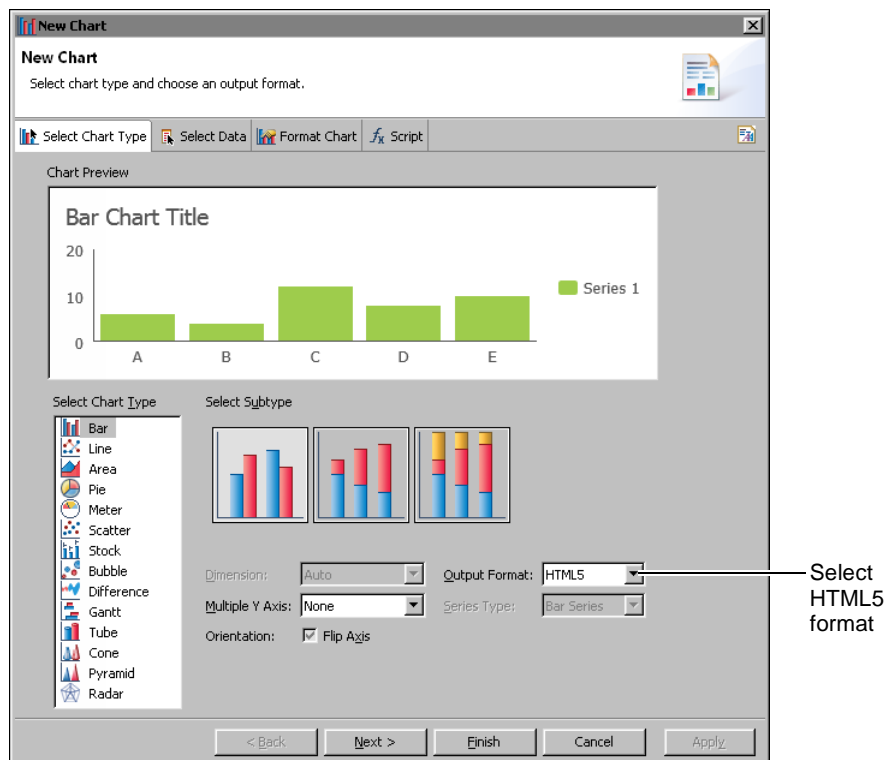 New Chart
New Chart
Select chart type and choose an output format.
Select Chart Type Select Data Format Chart fx Script
Chart Preview
Bar Chart Title
20
10
0
A B C D E
Series 1
Select Chart Type
Bar
Line
Area
Pie
Meter
Scatter
Stock
Bubble
Difference
Gantt
Tube
Cone
Pyramid
Radar
Select Subtype
Dimension: Auto Output Format: HTML5
Multiple Y Axis: None Series Type: Bar Series
Orientation: Flip Axis
Select
HTML5
format
< Back Next > Finish Cancel Apply